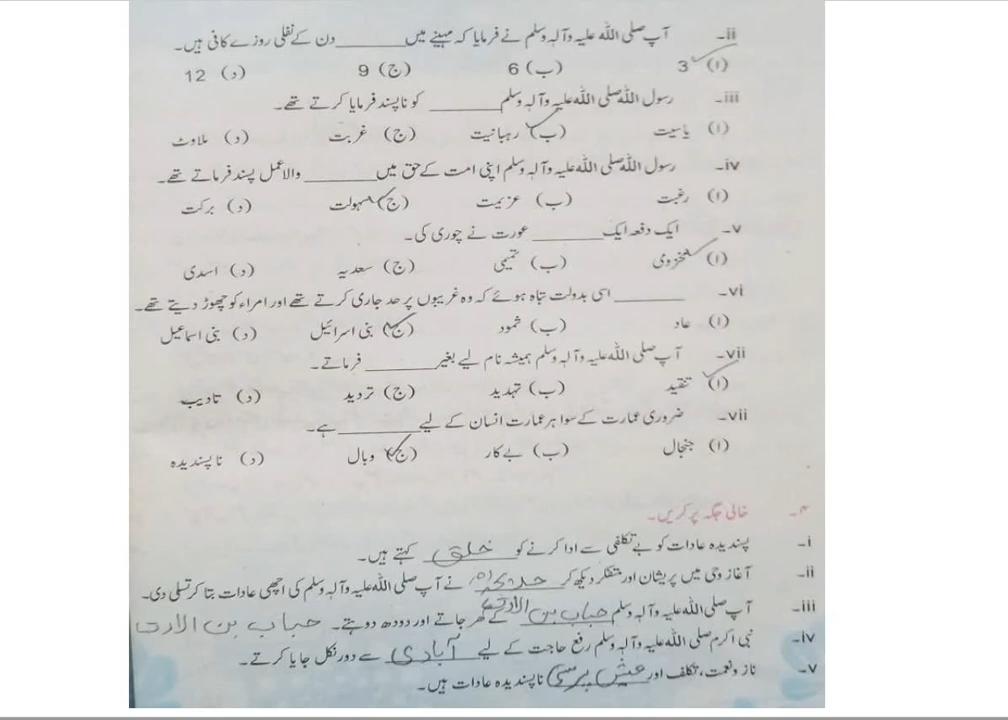 ii۔ آپ صلی اللہ علیہ وآلہ وسلم نے فرمایا کہ مہینے میں ______ دن کے نفلی روزے کافی ہیں۔
(ا) 3 (ب) 6 (ج) 9 (د) 12
iii۔ رسول اللہ صلی اللہ علیہ وآلہ وسلم ______ کو ناپسند فرمایا کرتے تھے۔
(ا) یاسیت (ب) رہبانیت (ج) غربت (د) ملاوٹ
iv۔ رسول اللہ صلی اللہ علیہ وآلہ وسلم اپنی امت کے حق میں ______ والا عمل پسند فرماتے تھے۔
(ا) رغبت (ب) عزیمت (ج) سہولت (د) برکت
v۔ ایک دفعہ ایک ______ عورت نے چوری کی۔
(ا) مخزومی (ب) تمیمی (ج) سعدیہ (د) اسدی
vi۔ ______ اسی بدولت تباہ ہوئے کہ وہ غریبوں پر حد جاری کرتے تھے اور امراء کو چھوڑ دیتے تھے۔
(ا) عاد (ب) ثمود (ج) بنی اسرائیل (د) بنی اسماعیل
vii۔ آپ صلی اللہ علیہ وآلہ وسلم ہمیشہ نام لیے بغیر ______ فرماتے۔
(ا) تنقید (ب) تہدید (ج) تردید (د) تادیب
vii۔ ضروری عمارت کے سوا ہر عمارت انسان کے لیے ______ ہے۔
(ا) جنجال (ب) بے کار (ج) وبال (د) ناپسندیدہ
۴۔ خالی جگہ پر کریں۔
i۔ پسندیدہ عادات کو بے تکلفی سے ادا کرنے کو خلق کہتے ہیں۔
ii۔ آغاز وحی میں پریشان اور متفکر دیکھ کر خدیجہ(رض) نے آپ صلی اللہ علیہ وآلہ وسلم کی اچھی عادات بتا کر تسلی دی۔
iii۔ آپ صلی اللہ علیہ وآلہ وسلم خباب بن الارت کے گھر جاتے اور دودھ دوہتے۔ خباب بن الارت
iv۔ نبی اکرم صلی اللہ علیہ وآلہ وسلم رفع حاجت کے لیے آبادی سے دور نکل جایا کرتے۔
v۔ ناز و نعمت، تکلف اور عیش پرستی ناپسندیدہ عادات ہیں۔